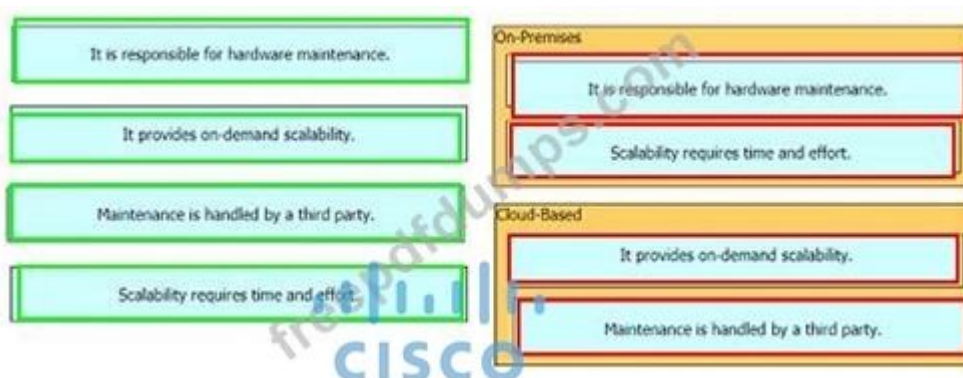 It is responsible for hardware maintenance.
It provides on-demand scalability.
Maintenance is handled by a third party.
Scalability requires time and effort.
On-Premises
It is responsible for hardware maintenance.
Scalability requires time and effort.
Cloud-Based
It provides on-demand scalability.
Maintenance is handled by a third party.
freepdfdumps.com
CISCO